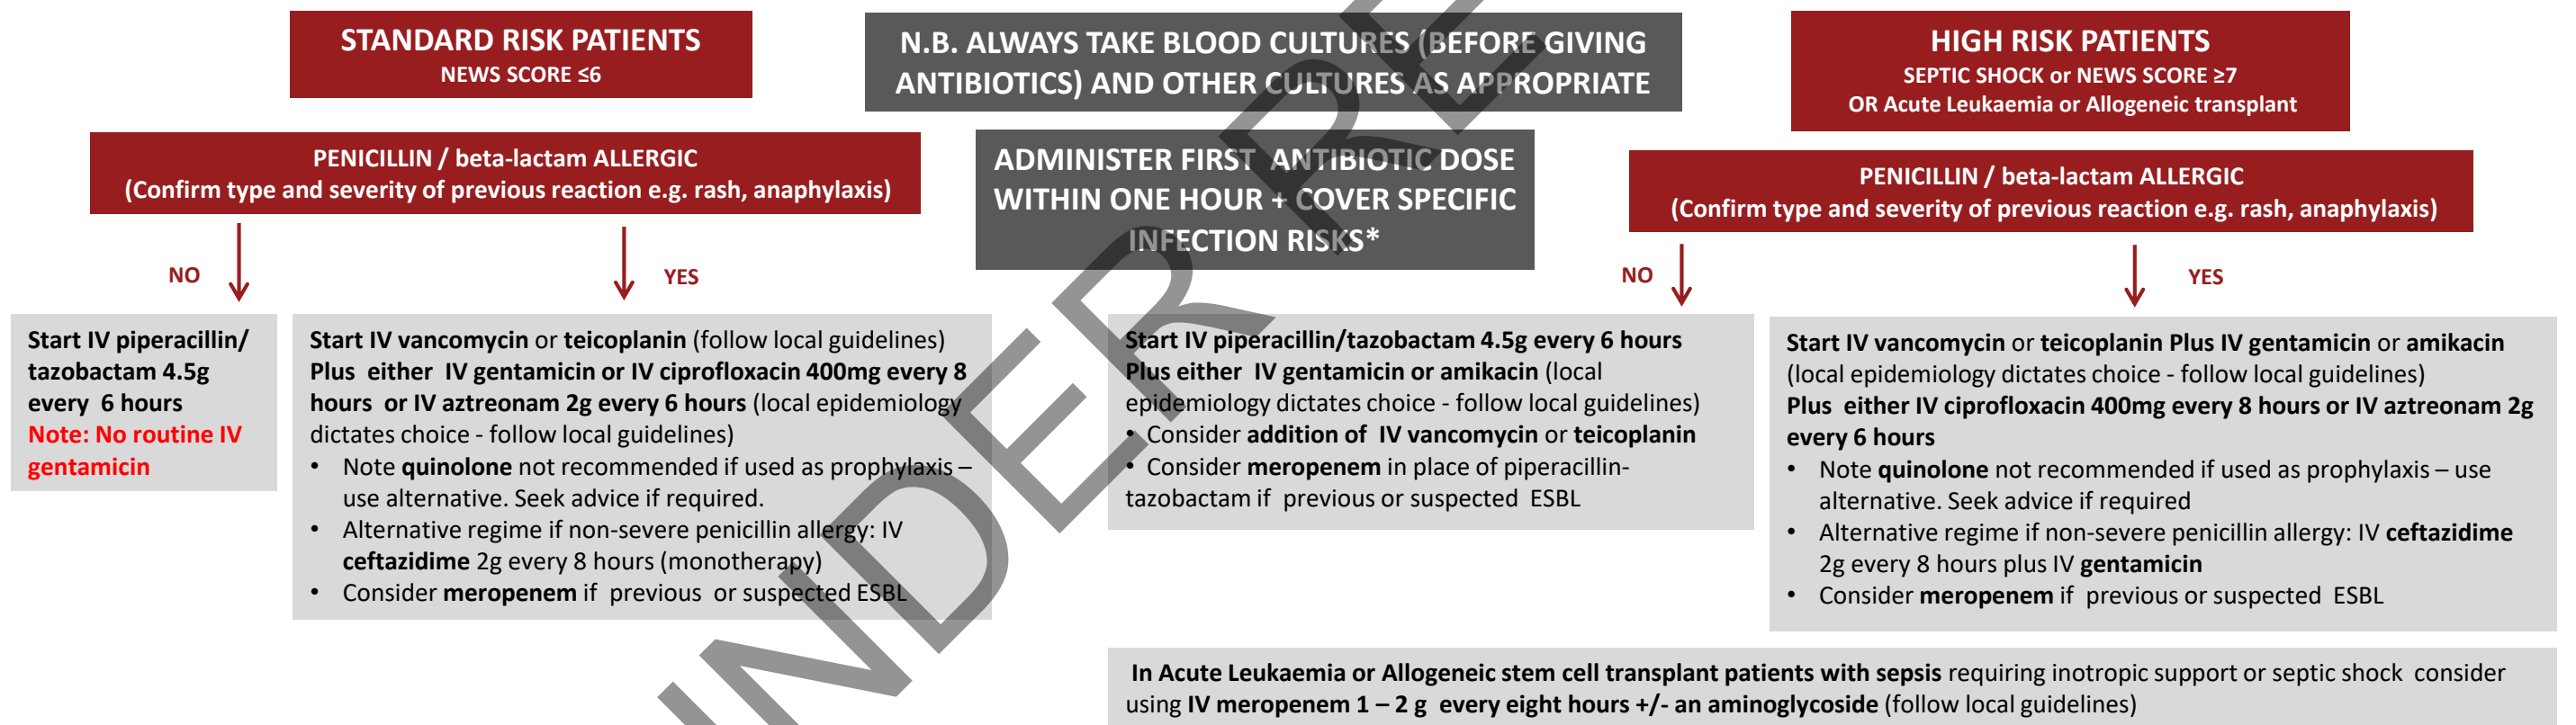 STANDARD RISK PATIENTS
NEWS SCORE ≤6
N.B. ALWAYS TAKE BLOOD CULTURES (BEFORE GIVING
ANTIBIOTICS) AND OTHER CULTURES AS APPROPRIATE
HIGH RISK PATIENTS
SEPTIC SHOCK or NEWS SCORE ≥7
OR Acute Leukaemia or Allogeneic transplant
PENICILLIN / beta-lactam ALLERGIC
(Confirm type and severity of previous reaction e.g. rash, anaphylaxis)
ADMINISTER FIRST ANTIBIOTIC DOSE
WITHIN ONE HOUR + COVER SPECIFIC
INFECTION RISKS*
PENICILLIN / beta-lactam ALLERGIC
(Confirm type and severity of previous reaction e.g. rash, anaphylaxis)
NO
YES
NO
YES
Start IV piperacillin/
tazobactam 4.5g
every 6 hours
Note: No routine IV
gentamicin
Start IV vancomycin or teicoplanin (follow local guidelines)
Plus either IV gentamicin or IV ciprofloxacin 400mg every 8
hours or IV aztreonam 2g every 6 hours (local epidemiology
dictates choice - follow local guidelines)
• Note quinolone not recommended if used as prophylaxis –
use alternative. Seek advice if required.
• Alternative regime if non-severe penicillin allergy: IV
ceftazidime 2g every 8 hours (monotherapy)
• Consider meropenem if previous or suspected ESBL
Start IV piperacillin/tazobactam 4.5g every 6 hours
Plus either IV gentamicin or amikacin (local
epidemiology dictates choice - follow local guidelines)
• Consider addition of IV vancomycin or teicoplanin
• Consider meropenem in place of piperacillin-
tazobactam if previous or suspected ESBL
Start IV vancomycin or teicoplanin Plus IV gentamicin or amikacin
(local epidemiology dictates choice - follow local guidelines)
Plus either IV ciprofloxacin 400mg every 8 hours or IV aztreonam 2g
every 6 hours
• Note quinolone not recommended if used as prophylaxis – use
alternative. Seek advice if required
• Alternative regime if non-severe penicillin allergy: IV ceftazidime
2g every 8 hours plus IV gentamicin
• Consider meropenem if previous or suspected ESBL
In Acute Leukaemia or Allogeneic stem cell transplant patients with sepsis requiring inotropic support or septic shock consider
using IV meropenem 1 – 2 g every eight hours +/- an aminoglycoside (follow local guidelines)